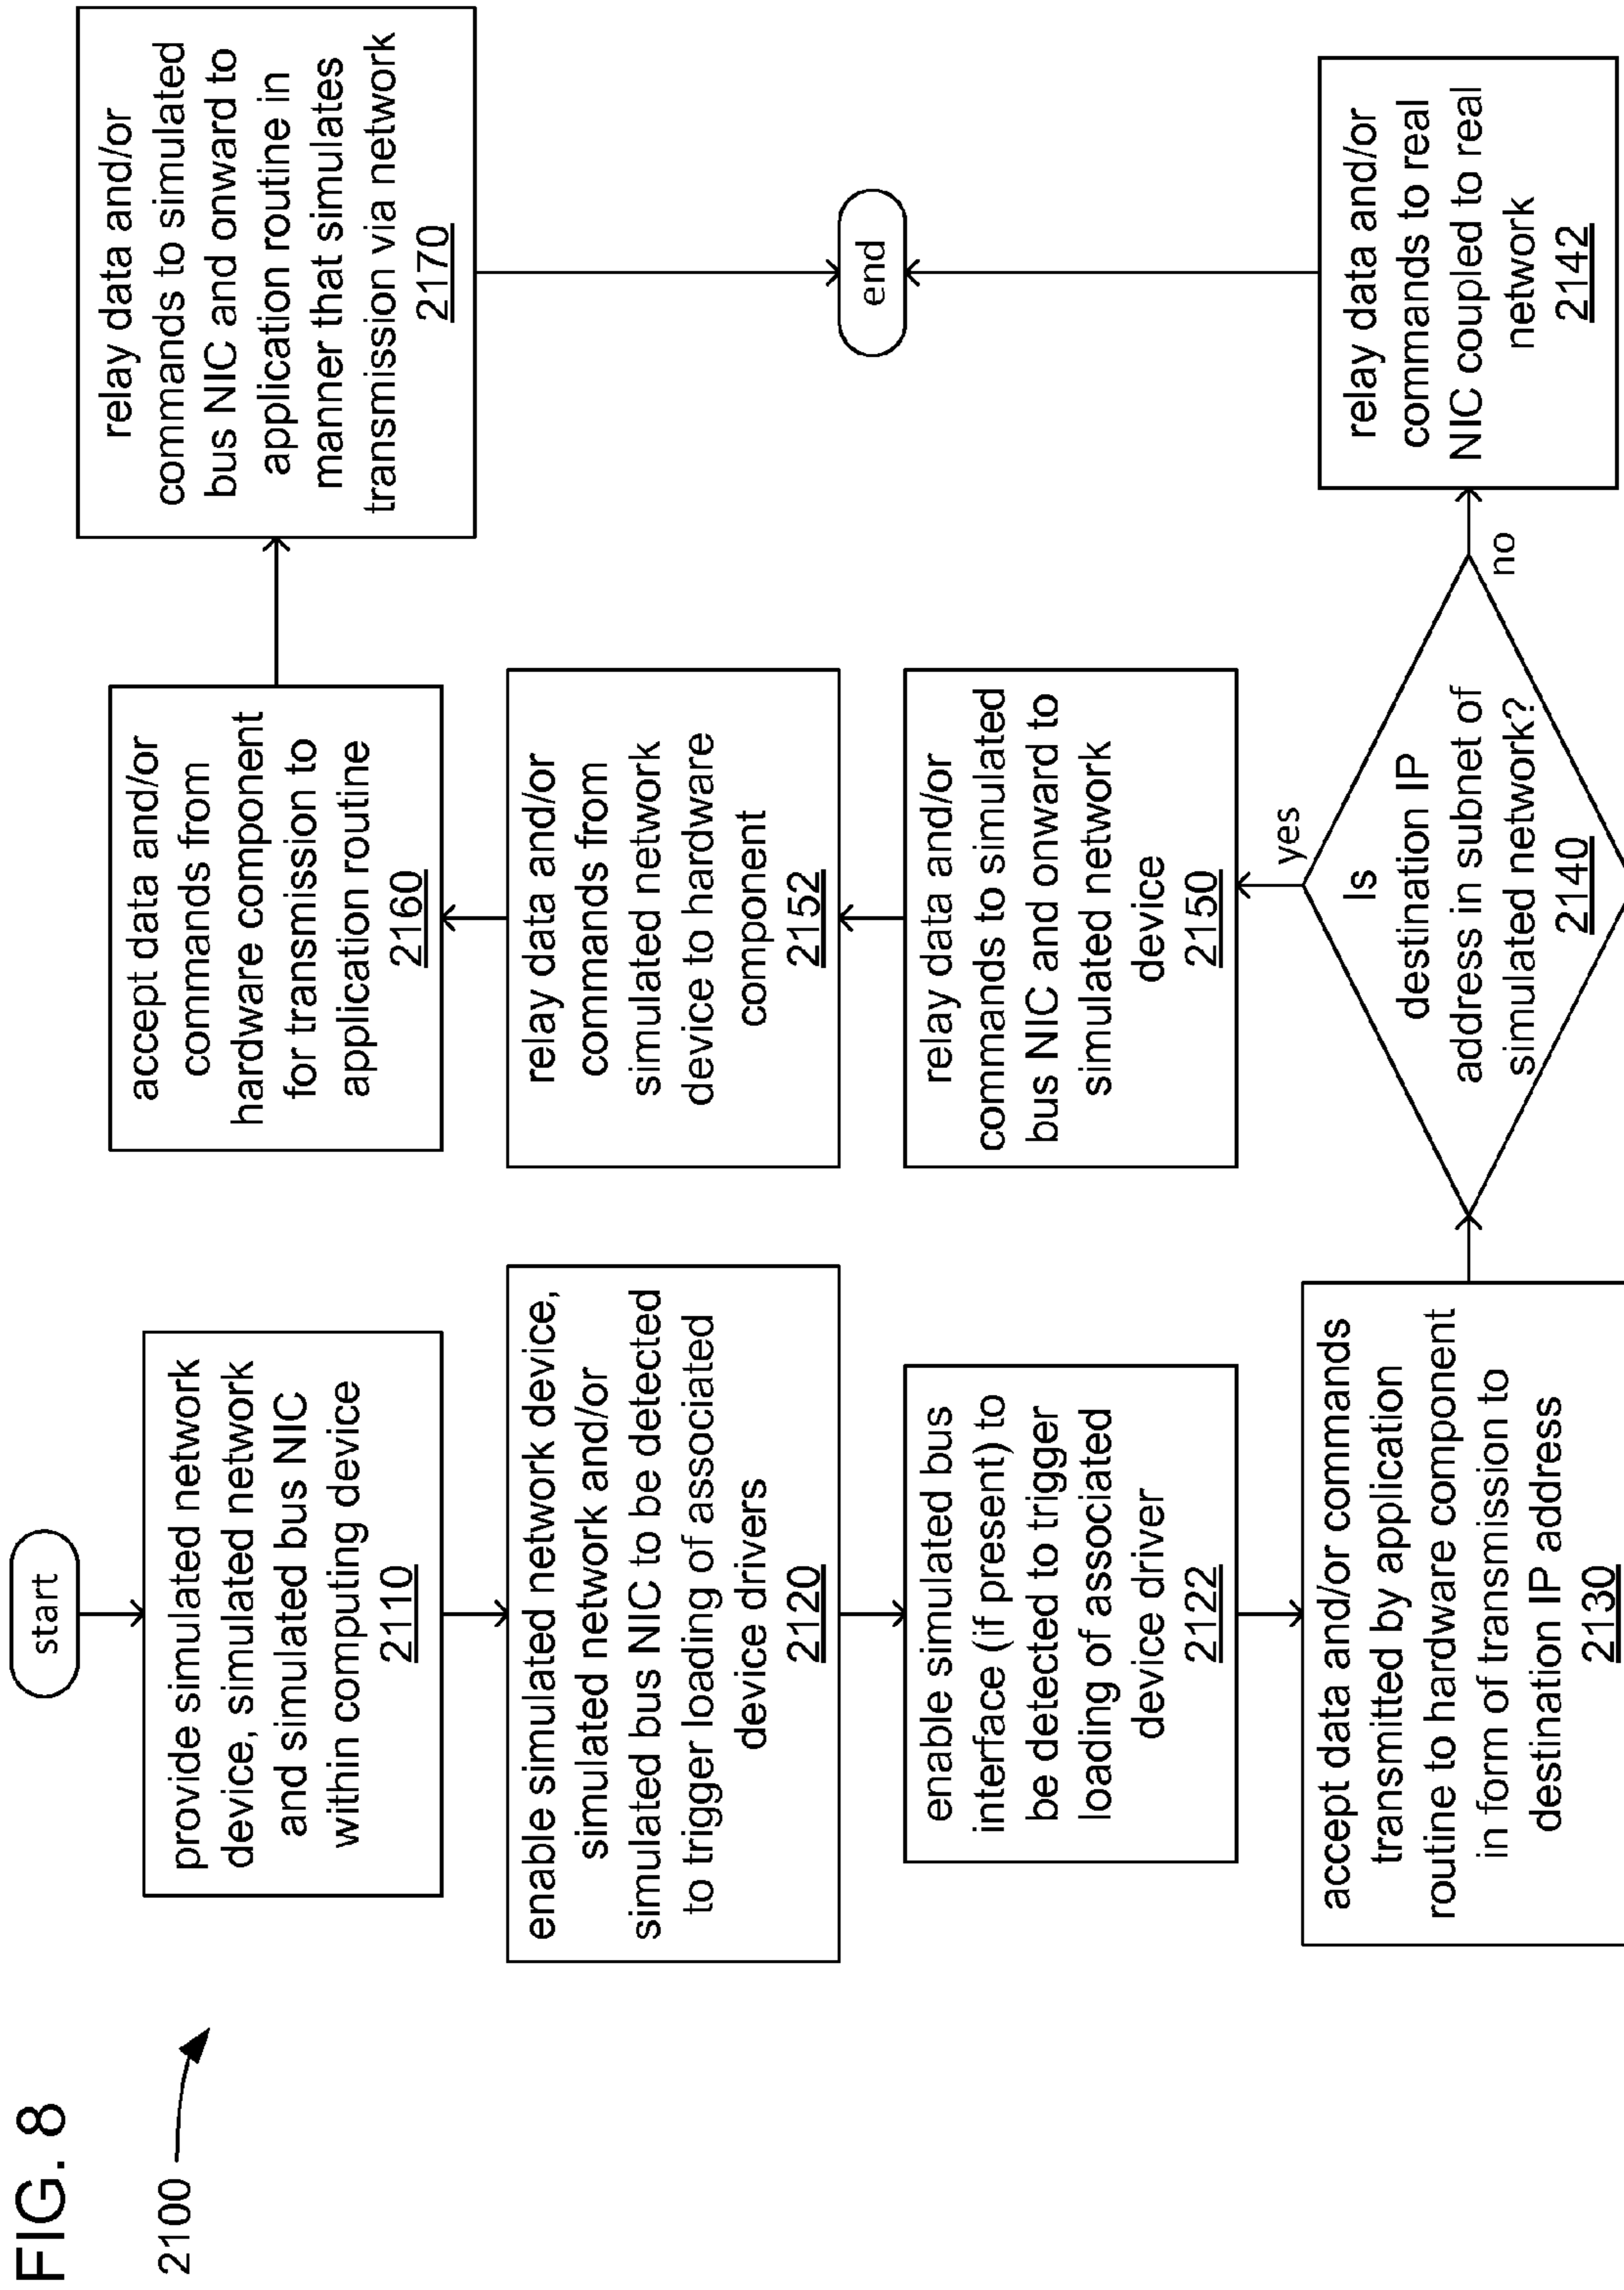 FIG. 8
2100
start
provide simulated network
device, simulated network
and simulated bus NIC
within computing device
2110
enable simulated network device,
simulated network and/or
simulated bus NIC to be detected
to trigger loading of associated
device drivers
2120
enable simulated bus
interface (if present) to
be detected to trigger
loading of associated
device driver
2122
accept data and/or commands
transmitted by application
routine to hardware component
in form of transmission to
destination IP address
2130
Is
destination IP
address in subnet of
simulated network?
2140
yes
no
relay data and/or
commands to real
NIC coupled to real
network
2142
relay data and/or
commands to simulated
bus NIC and onward to
simulated network
device
2150
relay data and/or
commands from
simulated network
device to hardware
component
2152
accept data and/or
commands from
hardware component
for transmission to
application routine
2160
relay data and/or
commands to simulated
bus NIC and onward to
application routine in
manner that simulates
transmission via network
2170
end